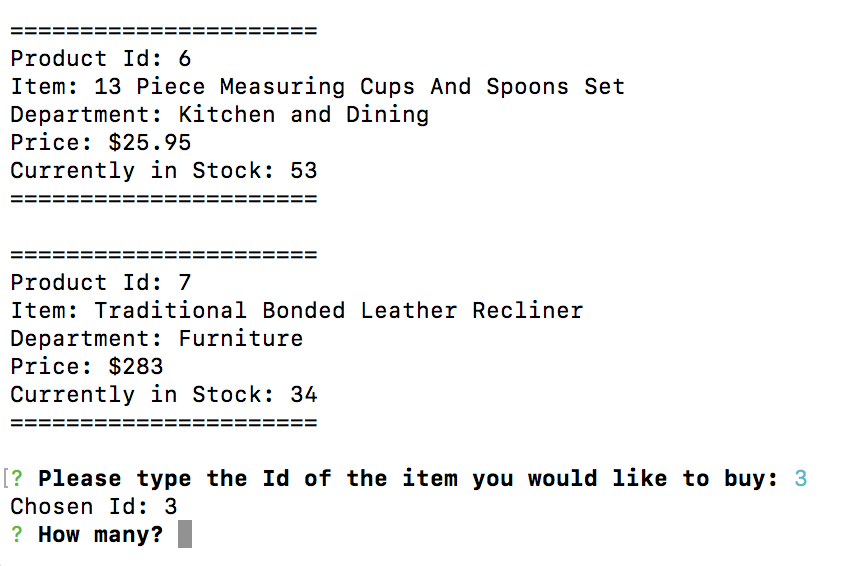 ======================
Product Id: 6
Item: 13 Piece Measuring Cups And Spoons Set
Department: Kitchen and Dining
Price: $25.95
Currently in Stock: 53
======================
======================
Product Id: 7
Item: Traditional Bonded Leather Recliner
Department: Furniture
Price: $283
Currently in Stock: 34
======================
[? Please type the Id of the item you would like to buy: 3
Chosen Id: 3
? How many?